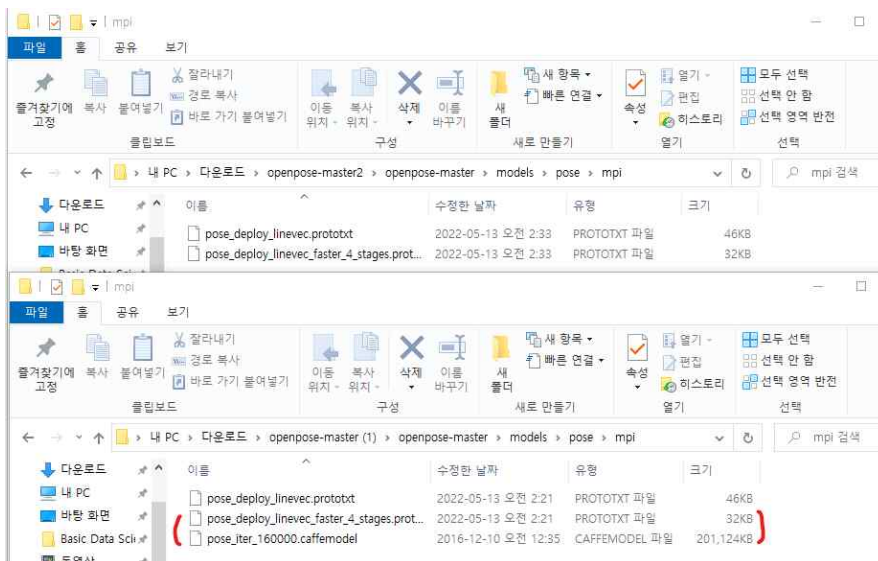 mpi
파일 홈 공유 보기
즐겨찾기에 고정 복사 붙여넣기 잘라내기 경로 복사 바로 가기 붙여넣기
이동 위치 복사 위치 삭제 이름 바꾸기 새 폴더 새 항목 빠른 연결 속성 열기 편집 히스토리 모두 선택 선택 안 함 선택 영역 반전
클립보드 구성 새로 만들기 열기 선택
내 PC > 다운로드 > openpose-master2 > openpose-master > models > pose > mpi mpi 검색
다운로드 이름 수정한 날짜 유형 크기
내 PC pose_deploy_linevec.prototxt 2022-05-13 오전 2:33 PROTOTXT 파일 46KB
바탕 화면 pose_deploy_linevec_faster_4_stages.prot... 2022-05-13 오전 2:33 PROTOTXT 파일 32KB
mpi
파일 홈 공유 보기
즐겨찾기에 고정 복사 붙여넣기 잘라내기 경로 복사 바로 가기 붙여넣기
이동 위치 복사 위치 삭제 이름 바꾸기 새 폴더 새 항목 빠른 연결 속성 열기 편집 히스토리 모두 선택 선택 안 함 선택 영역 반전
클립보드 구성 새로 만들기 열기 선택
내 PC > 다운로드 > openpose-master (1) > openpose-master > models > pose > mpi mpi 검색
다운로드 이름 수정한 날짜 유형 크기
내 PC pose_deploy_linevec.prototxt 2022-05-13 오전 2:21 PROTOTXT 파일 46KB
바탕 화면 pose_deploy_linevec_faster_4_stages.prot... 2022-05-13 오전 2:21 PROTOTXT 파일 32KB
Basic Data Scie pose_iter_160000.caffemodel 2016-12-10 오전 12:35 CAFFEMODEL 파일 201,124KB